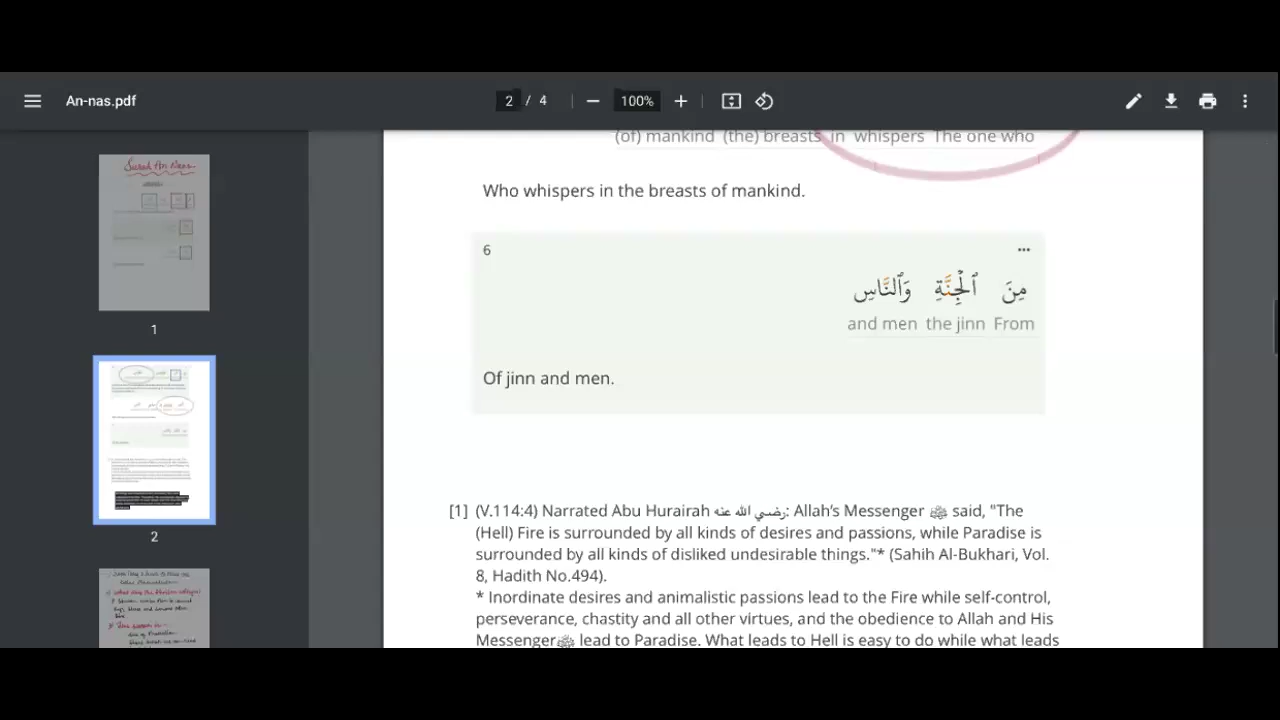 An-nas.pdf
2 / 4
100%
Surah An Naas
1
2
(of) mankind (the) breasts in whispers The one who
Who whispers in the breasts of mankind.
6
مِنَ ٱلْجِنَّةِ وَٱلنَّاسِ
and men the jinn From
Of jinn and men.
[1] (V.114:4) Narrated Abu Hurairah رضي الله عنه: Allah's Messenger ﷺ said, "The
(Hell) Fire is surrounded by all kinds of desires and passions, while Paradise is
surrounded by all kinds of disliked undesirable things."* (Sahih Al-Bukhari, Vol.
8, Hadith No.494).
* Inordinate desires and animalistic passions lead to the Fire while self-control,
perseverance, chastity and all other virtues, and the obedience to Allah and His
Messengerﷺ lead to Paradise. What leads to Hell is easy to do while what leads